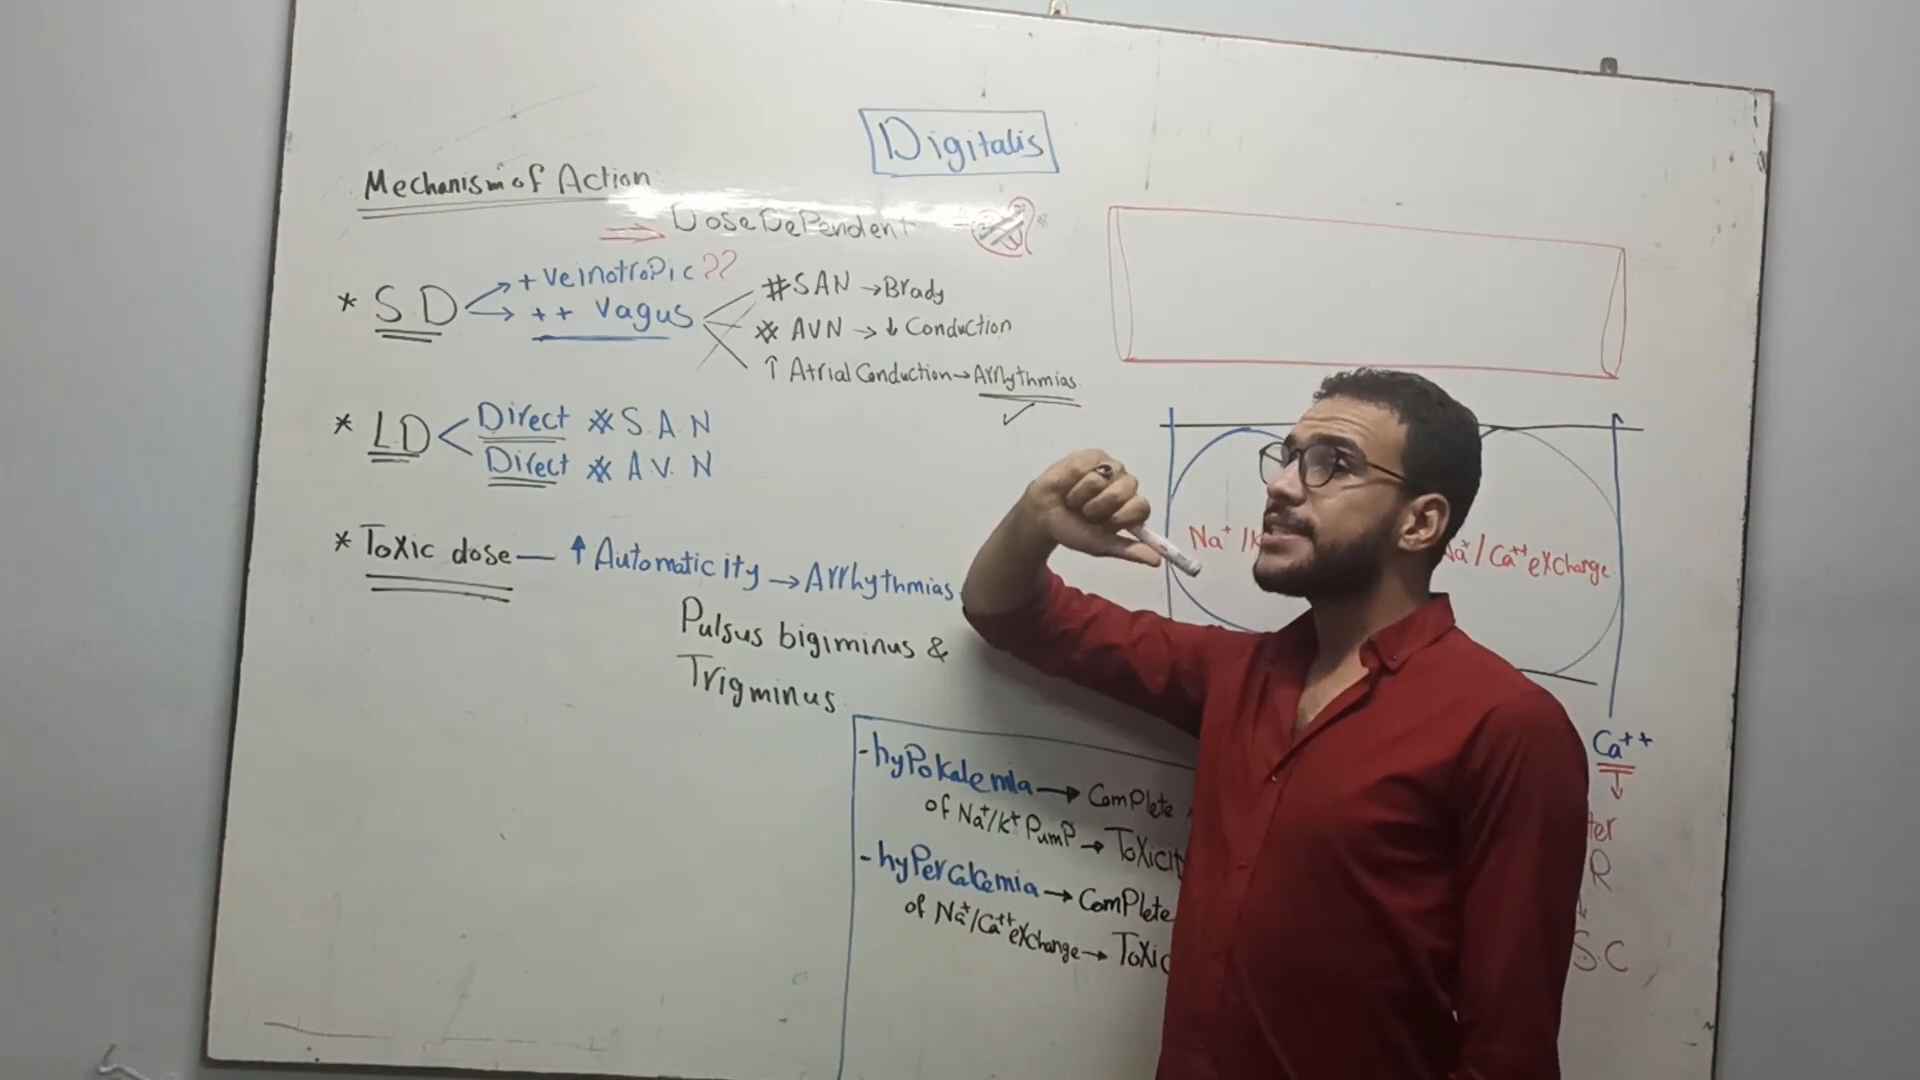 Digitalis
Mechanism of Action
⇒ Dose Dependent
* S.D
+veinotropic??
++ Vagus
# SAN → Brady
# AVN → ↓ Conduction
↑ Atrial Conduction → Arrhythmias
* L.D
Direct # S.A.N
Direct # A.V.N
* Toxic dose — ↑ Automaticity → Arrhythmias
Pulsus bigiminus &
Trigminus
- hypokalemia → Complete
of Na+/K+ Pump → Toxicity
- hypercalcemia → Complete
of Na+/Ca++ exchange → Toxic
Na+/K
Na+/Ca++ exchange
Ca++
ter
R
S.C